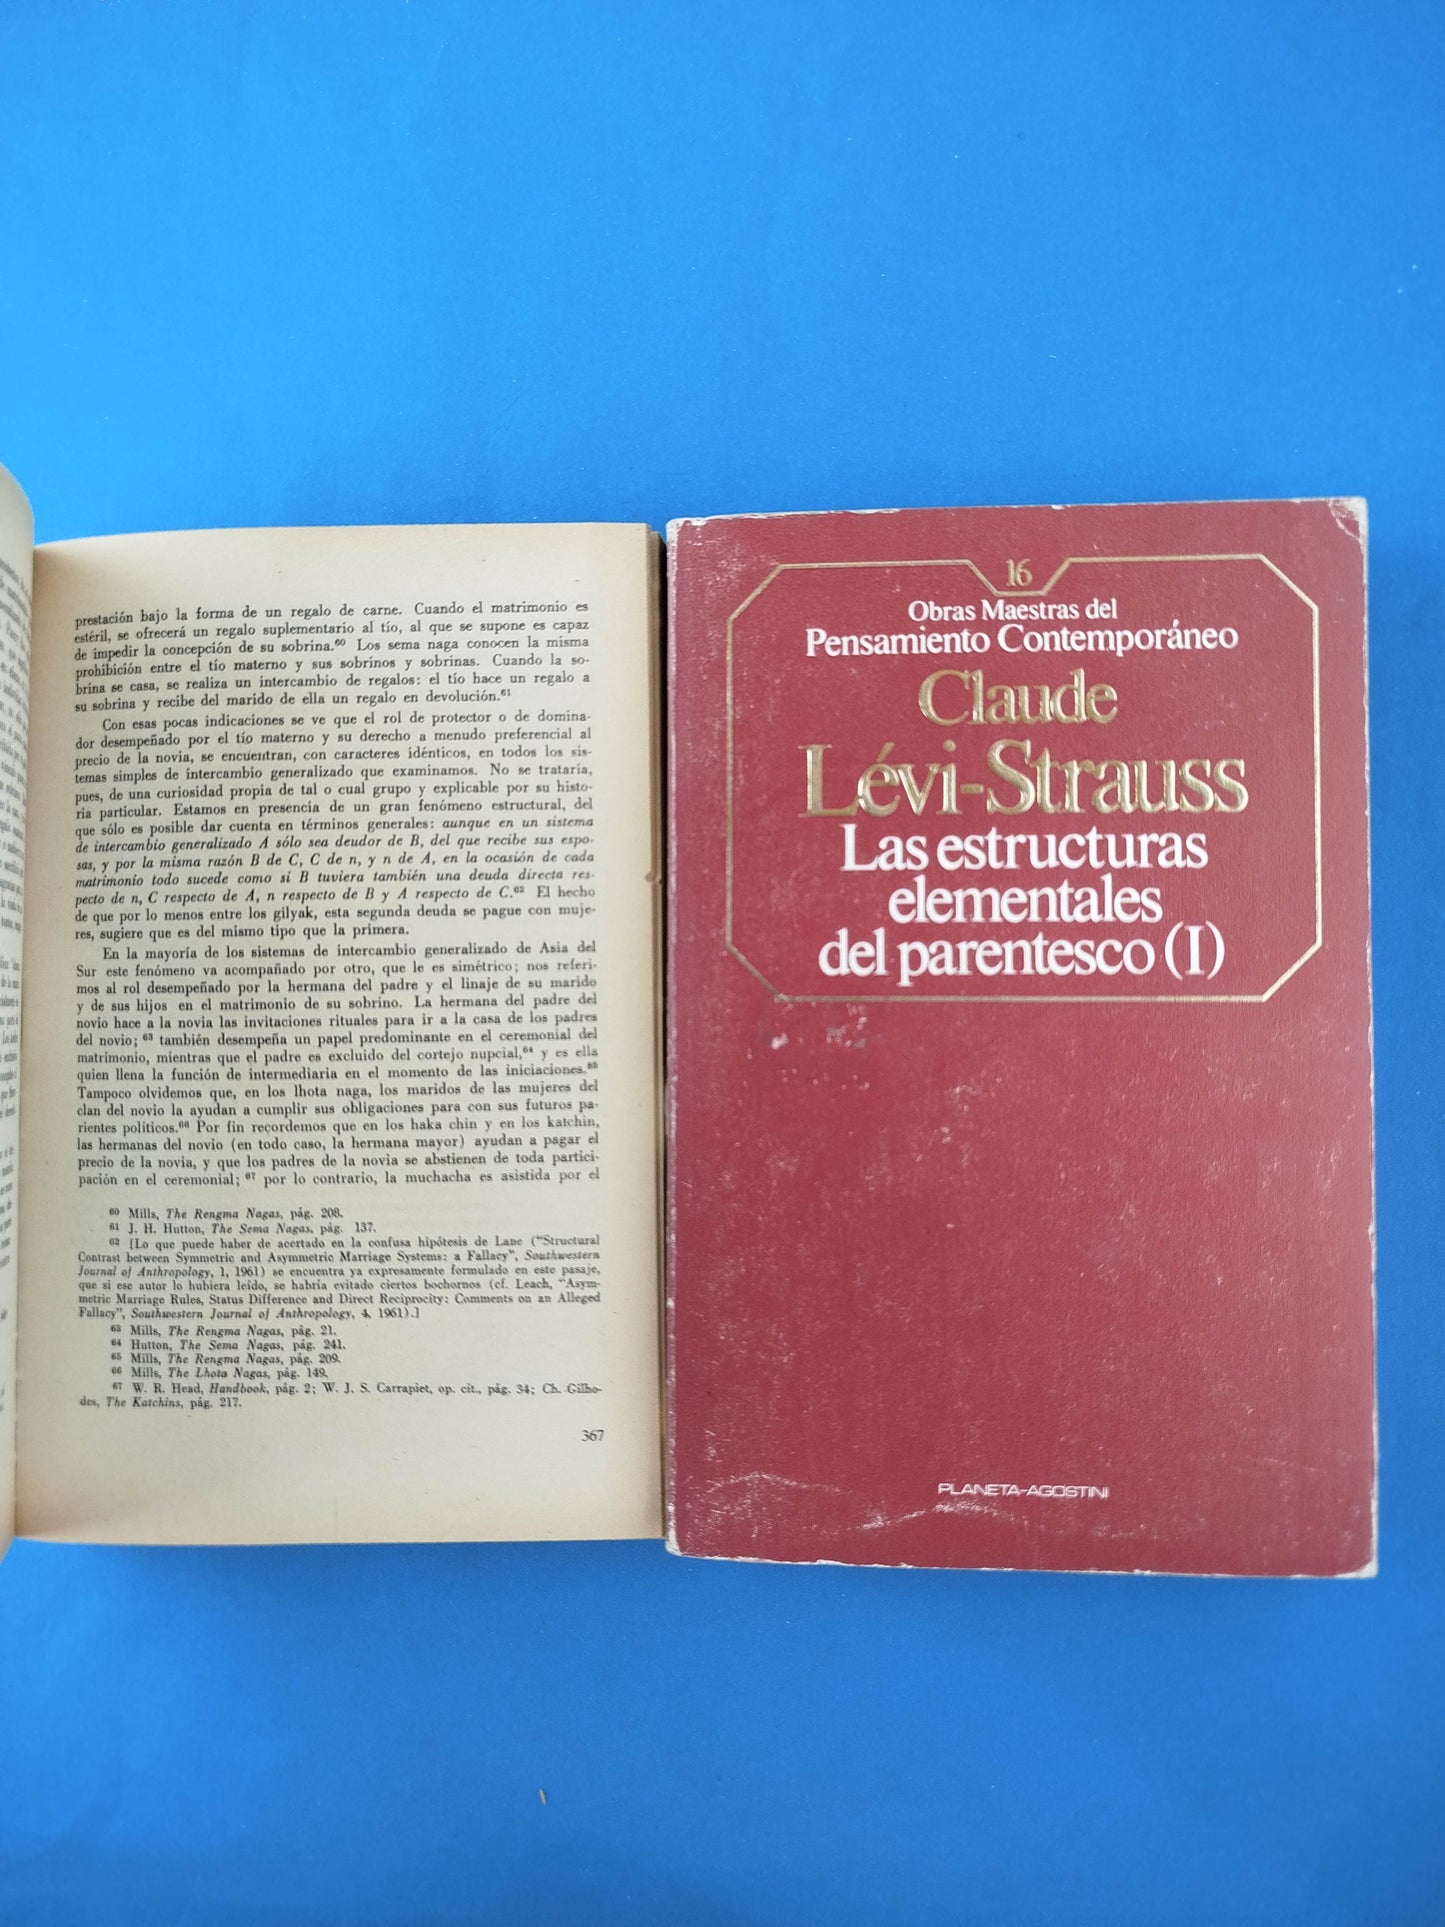 prestación bajo la forma de un regalo de carne. Cuando el matrimonio es
estéril, se ofrecerá un regalo suplementario al tío, al que se supone es capaz
de impedir la concepción de su sobrina.⁶⁰ Los sema naga conocen la misma
prohibición entre el tío materno y sus sobrinos y sobrinas. Cuando la so-
brina se casa, se realiza un intercambio de regalos: el tío hace un regalo a
su sobrina y recibe del marido de ella un regalo en devolución.⁶¹
Con esas pocas indicaciones se ve que el rol de protector o de domina-
dor desempeñado por el tío materno y su derecho a menudo preferencial al
precio de la novia, se encuentran, con caracteres idénticos, en todos los sis-
temas simples de intercambio generalizado que examinamos. No se trataría,
pues, de una curiosidad propia de tal o cual grupo y explicable por su histo-
ria particular. Estamos en presencia de un gran fenómeno estructural, del
que sólo es posible dar cuenta en términos generales: aunque en un sistema
de intercambio generalizado A sólo sea deudor de B, del que recibe sus espo-
sas, y por la misma razón B de C, C de n, y n de A, en la ocasión de cada
matrimonio todo sucede como si B tuviera también una deuda directa res-
pecto de n, C respecto de A, n respecto de B y A respecto de C.⁶² El hecho
de que por lo menos entre los gilyak, esta segunda deuda se pague con muje-
res, sugiere que es del mismo tipo que la primera.
En la mayoría de los sistemas de intercambio generalizado de Asia del
Sur este fenómeno va acompañado por otro, que le es simétrico; nos referi-
mos al rol desempeñado por la hermana del padre y el linaje de su marido
y de sus hijos en el matrimonio de su sobrino. La hermana del padre del
novio hace a la novia las invitaciones rituales para ir a la casa de los padres
del novio; ⁶³ también desempeña un papel predominante en el ceremonial del
matrimonio, mientras que el padre es excluido del cortejo nupcial,⁶⁴ y es ella
quien llena la función de intermediaria en el momento de las iniciaciones.⁶⁵
Tampoco olvidemos que, en los lhota naga, los maridos de las mujeres del
clan del novio la ayudan a cumplir sus obligaciones para con sus futuros pa-
rientes políticos.⁶⁶ Por fin recordemos que en los haka chin y en los katchin,
las hermanas del novio (en todo caso, la hermana mayor) ayudan a pagar el
precio de la novia, y que los padres de la novia se abstienen de toda partici-
pación en el ceremonial; ⁶⁷ por lo contrario, la muchacha es asistida por el
60 Mills, The Rengma Nagas, pág. 208.
61 J. H. Hutton, The Sema Nagas, pág. 137.
62 [Lo que puede haber de acertado en la confusa hipótesis de Lane ("Structural
Contrast between Symmetric and Asymmetric Marriage Systems: a Fallacy", Southwestern
Journal of Anthropology, 1, 1961) se encuentra ya expresamente formulado en este pasaje,
que si ese autor lo hubiera leído, se habría evitado ciertos bochornos (cf. Leach, "Asym-
metric Marriage Rules, Status Difference and Direct Reciprocity: Comments on an Alleged
Fallacy", Southwestern Journal of Anthropology, 4, 1961).]
63 Mills, The Rengma Nagas, pág. 21.
64 Hutton, The Sema Nagas, pág. 241.
65 Mills, The Rengma Nagas, pág. 209.
66 Mills, The Lhota Nagas, pág. 149.
67 W. R. Head, Handbook, pág. 2; W. J. S. Carrapiet, op. cit., pág. 34; Ch. Gilho-
des, The Katchins, pág. 217.
367
16
Obras Maestras del
Pensamiento Contemporáneo
Claude
Lévi-Strauss
Las estructuras
elementales
del parentesco (I)
PLANETA-AGOSTINI